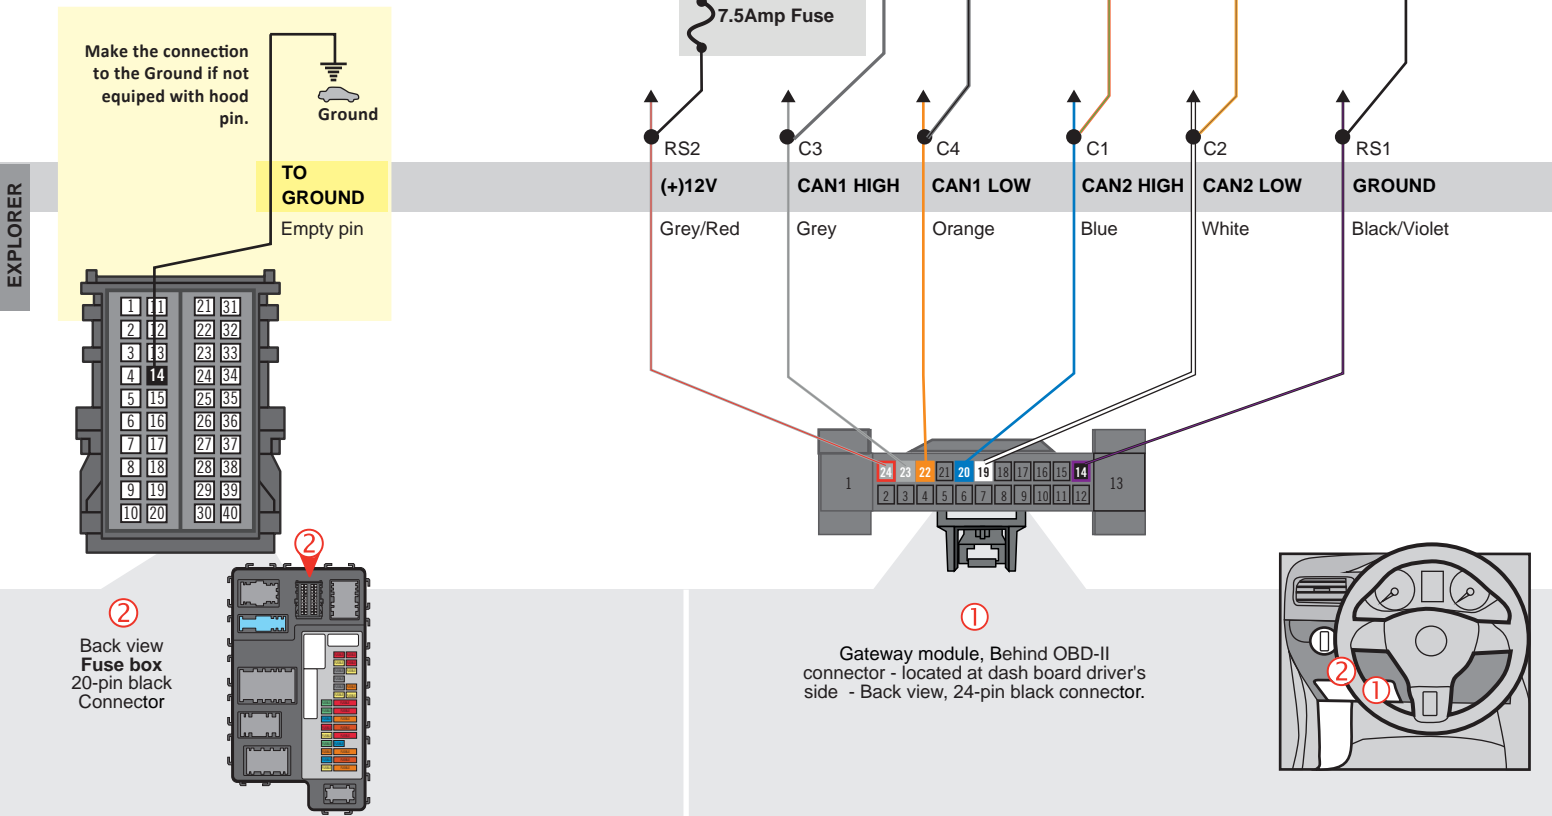 7.5Amp Fuse
Make the connection
to the Ground if not
equiped with hood
pin.
Ground
RS2
C3
C4
C1
C2
RS1
EXPLORER
TO
GROUND
(+)12V
CAN1 HIGH
CAN1 LOW
CAN2 HIGH
CAN2 LOW
GROUND
Empty pin
Grey/Red
Grey
Orange
Blue
White
Black/Violet
1 11 21 31
2 12 22 32
3 13 23 33
4 14 24 34
5 15 25 35
6 16 26 36
7 17 27 37
8 18 28 38
9 19 29 39
10 20 30 40
24 23 22 21 20 19 18 17 16 15 14
1
13
2 3 4 5 6 7 8 9 10 11 12
2
2
Back view
Fuse box
20-pin black
Connector
1
Gateway module, Behind OBD-II
connector - located at dash board driver's
side - Back view, 24-pin black connector.
2
1